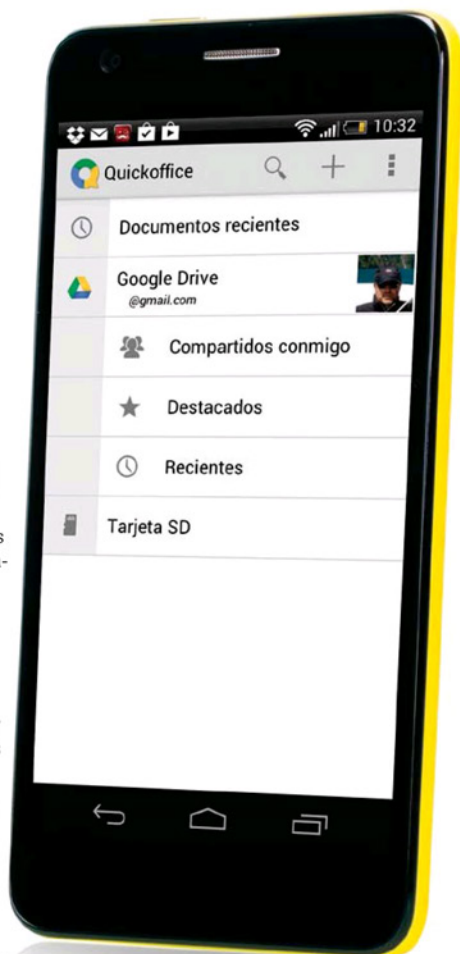 10:32
Quickoffice
Documentos recientes
Google Drive
@gmail.com
Compartidos conmigo
Destacados
Recientes
Tarjeta SD